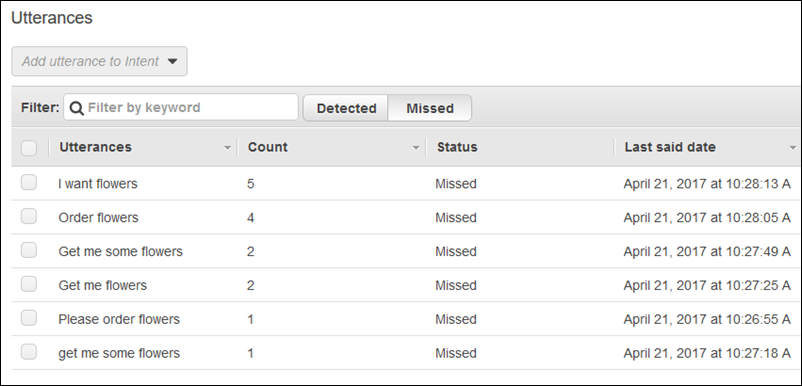 Utterances
Add utterance to Intent
Filter: Filter by keyword Detected Missed
Utterances Count Status Last said date
I want flowers 5 Missed April 21, 2017 at 10:28:13 A
Order flowers 4 Missed April 21, 2017 at 10:28:05 A
Get me some flowers 2 Missed April 21, 2017 at 10:27:49 A
Get me flowers 2 Missed April 21, 2017 at 10:27:25 A
Please order flowers 1 Missed April 21, 2017 at 10:26:55 A
get me some flowers 1 Missed April 21, 2017 at 10:27:18 A